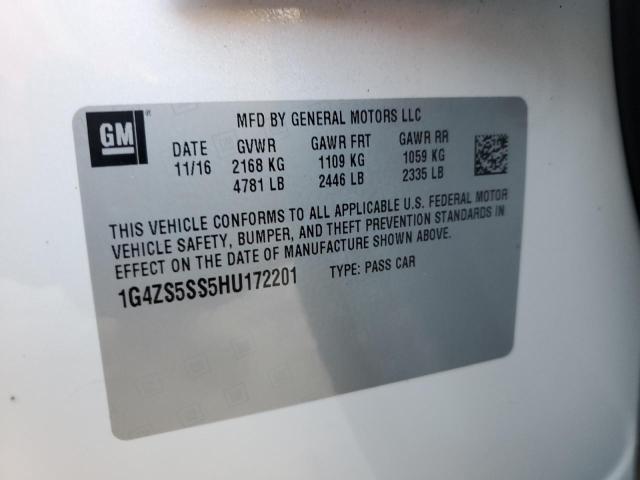 GM
MFD BY GENERAL MOTORS LLC
DATE GVWR GAWR FRT GAWR RR
11/16 2168 KG 1109 KG 1059 KG
4781 LB 2446 LB 2335 LB
THIS VEHICLE CONFORMS TO ALL APPLICABLE U.S. FEDERAL MOTOR
VEHICLE SAFETY, BUMPER, AND THEFT PREVENTION STANDARDS IN
EFFECT ON THE DATE OF MANUFACTURE SHOWN ABOVE.
1G4ZS5SS5HU172201 TYPE: PASS CAR